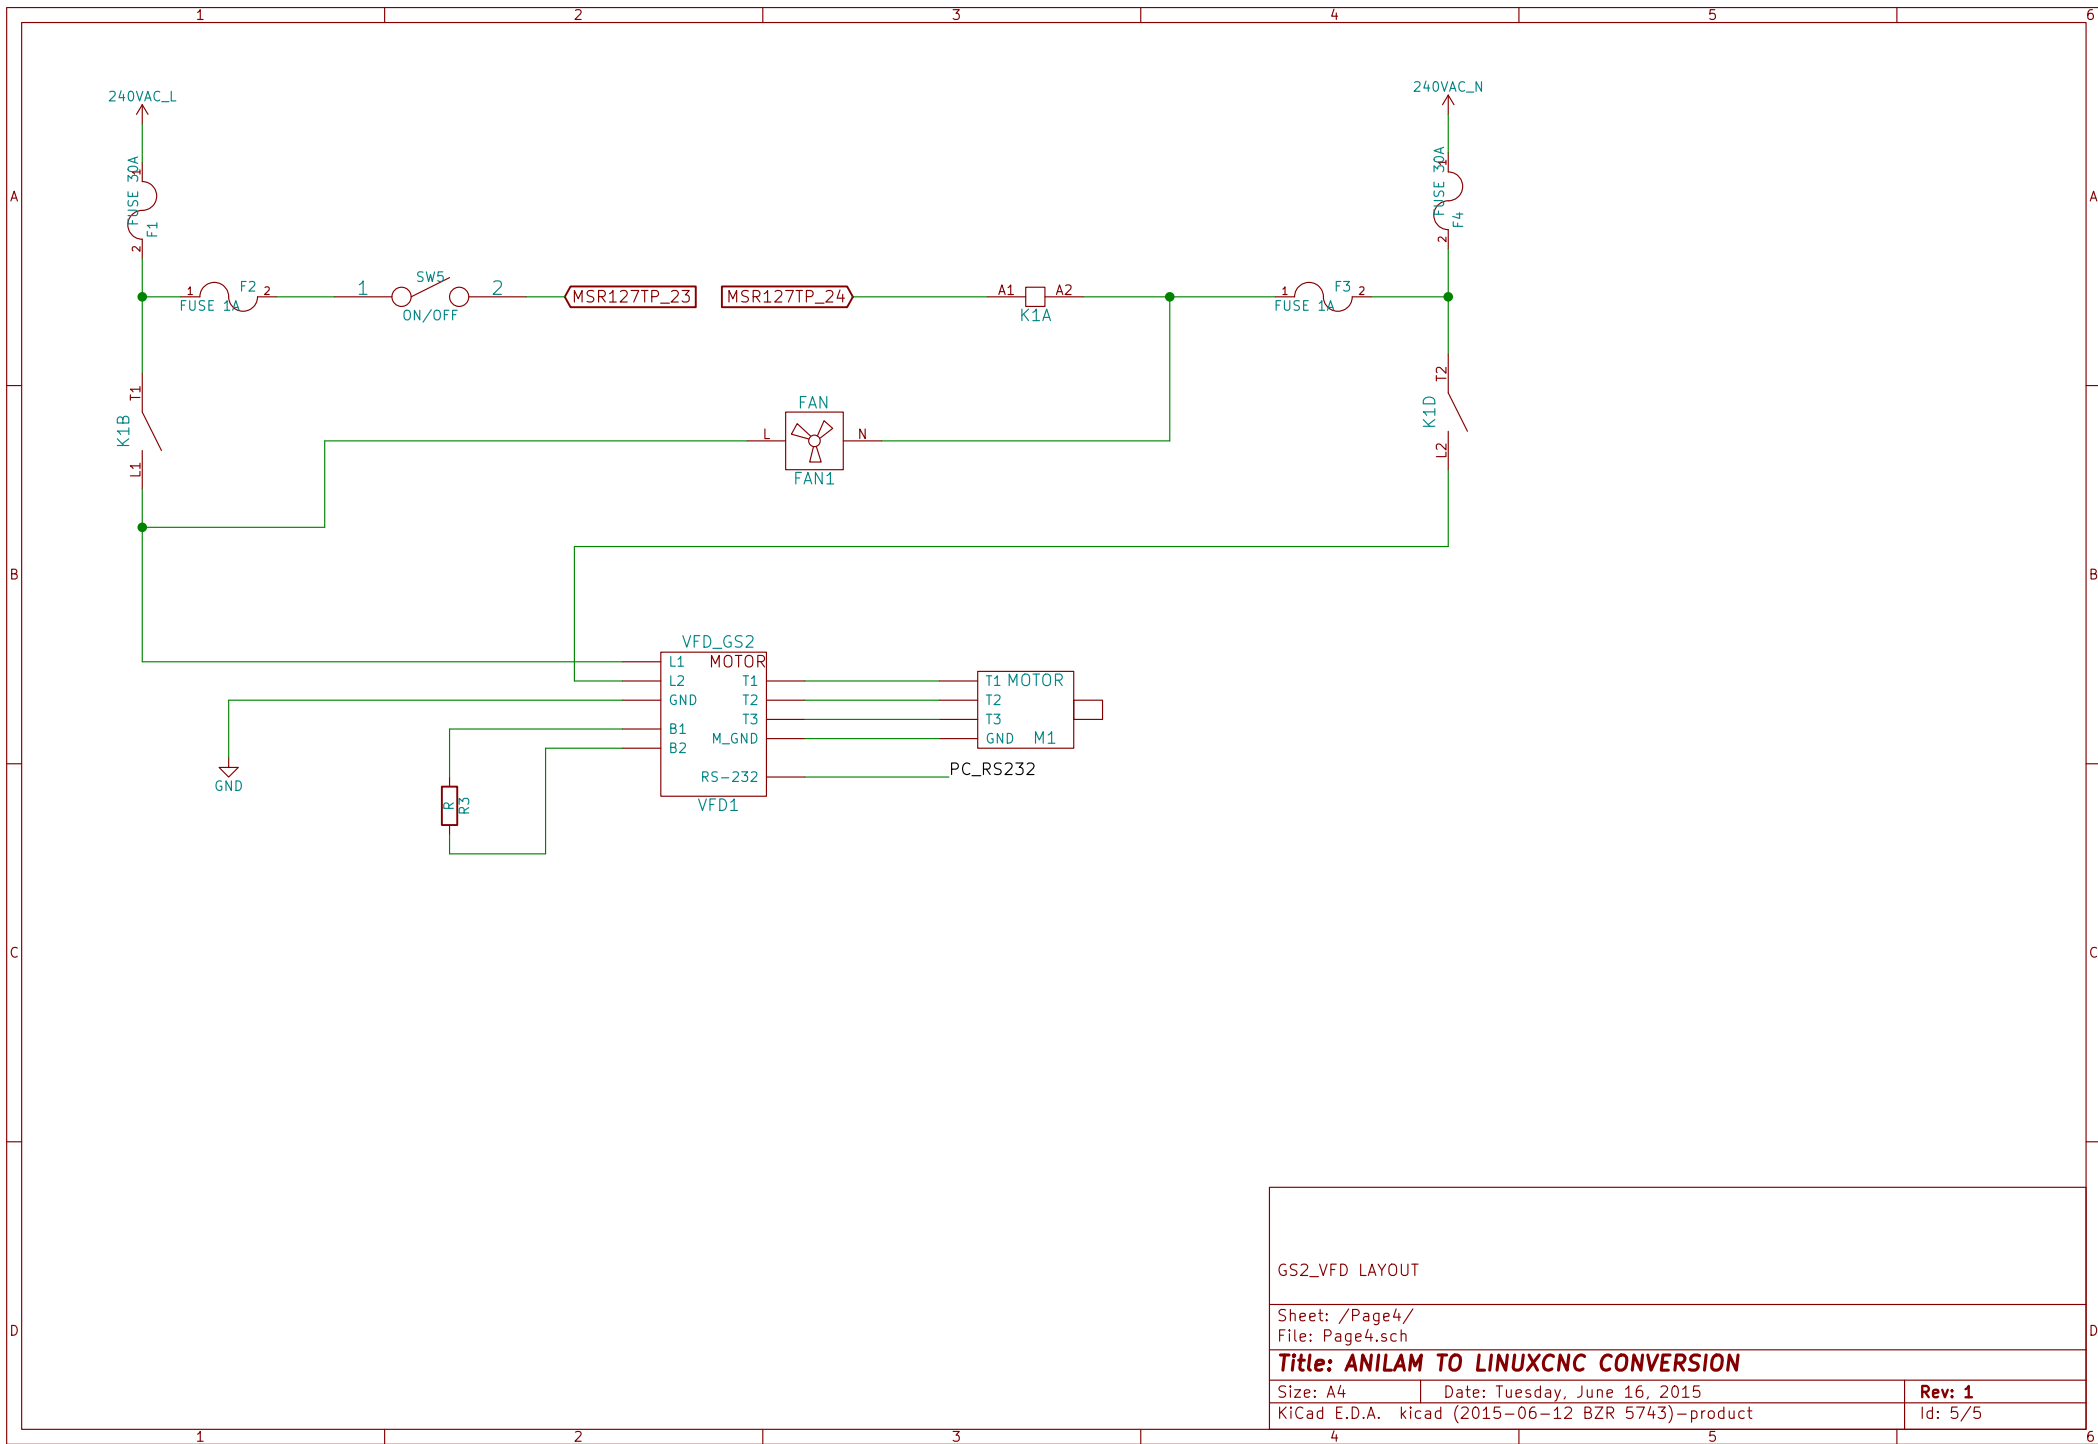 1 2 3 4 5 6
240VAC_L
240VAC_N
A
A
FUSE 30A
1
F1
2
FUSE 30A
1
F4
2
1 F2 2
FUSE 1A
1 SW5 2
ON/OFF
MSR127TP_23
MSR127TP_24
A1 A2
K1A
1 F3 2
FUSE 1A
T1
K1B
L1
FAN
L N
FAN1
T2
K1D
L2
B
B
VFD_GS2
L1 MOTOR
L2 T1
GND T2
T3
B1 M_GND
B2
RS-232
VFD1
T1 MOTOR
T2
T3
GND M1
PC_RS232
GND
R
R3
C
C
GS2_VFD LAYOUT
Sheet: /Page4/
File: Page4.sch
Title: ANILAM TO LINUXCNC CONVERSION
Size: A4 Date: Tuesday, June 16, 2015 Rev: 1
KiCad E.D.A. kicad (2015-06-12 BZR 5743)-product Id: 5/5
D
D
1 2 3 4 5 6